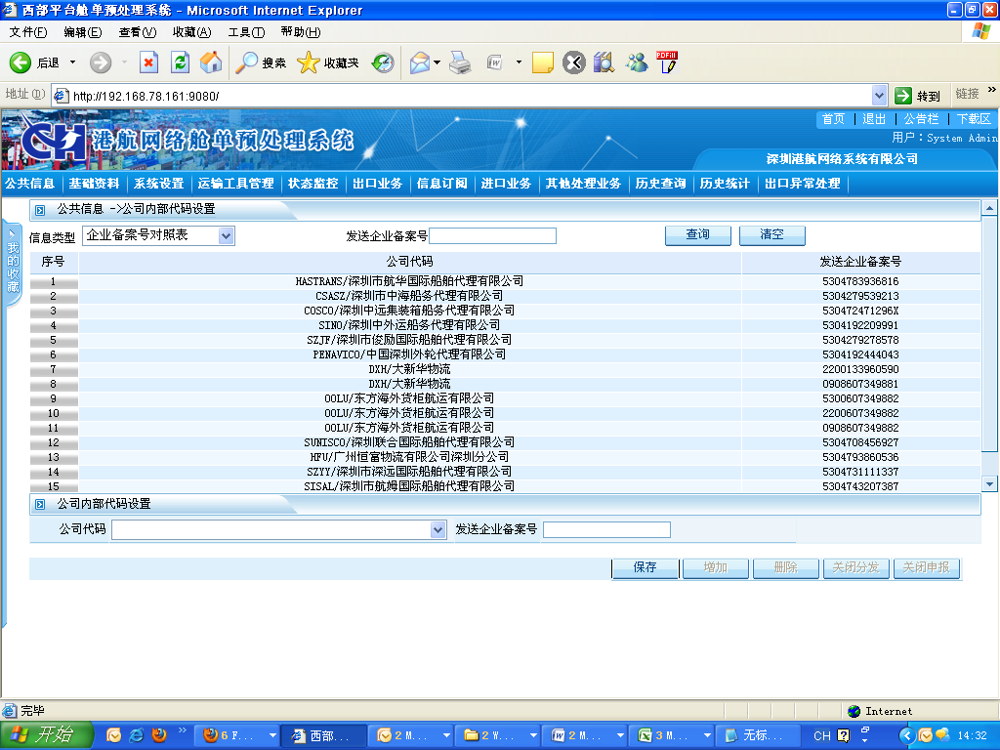 西部平台舱单预处理系统 - Microsoft Internet Explorer
文件(F) 编辑(E) 查看(V) 收藏(A) 工具(T) 帮助(H)
后退 搜索 收藏夹
地址(D) http://192.168.78.161:9080/ 转到 链接 »
首页 | 退出 | 公告栏 | 下载区
CH 港航网络舱单预处理系统
用户：System Admin
深圳港航网络系统有限公司
公共信息 基础资料 系统设置 运输工具管理 状态监控 出口业务 信息订阅 进口业务 其他处理业务 历史查询 历史统计 出口异常处理
公共信息 ->公司内部代码设置
我的收藏
信息类型 企业备案号对照表 发送企业备案号 查询 清空
序号 公司代码 发送企业备案号
1 HASTRANS/深圳市航华国际船舶代理有限公司 5304783936816
2 CSASZ/深圳市中海船务代理有限公司 5304279539213
3 COSCO/深圳中远集装箱船务代理有限公司 530472471296X
4 SINO/深圳中外运船务代理有限公司 5304192209991
5 SZJF/深圳市俊励国际船舶代理有限公司 5304279278578
6 PENAVICO/中国深圳外轮代理有限公司 5304192444043
7 DXH/大新华物流 2200133960590
8 DXH/大新华物流 0908607349881
9 OOLU/东方海外货柜航运有限公司 5300607349882
10 OOLU/东方海外货柜航运有限公司 2200607349882
11 OOLU/东方海外货柜航运有限公司 0908607349882
12 SUNISCO/深圳联合国际船舶代理有限公司 5304708456927
13 HFU/广州恒富物流有限公司深圳分公司 5304793860536
14 SZYY/深圳市深远国际船舶代理有限公司 5304731111337
15 SISAL/深圳市航姆国际船舶代理有限公司 5304743207387
公司内部代码设置
公司代码 发送企业备案号
保存 增加 删除 关闭分发 关闭申报
完毕 Internet
开始 » 6 F... 西部... 2 M... 2 W... 2 M... 3 M... 无标... CH 14:32